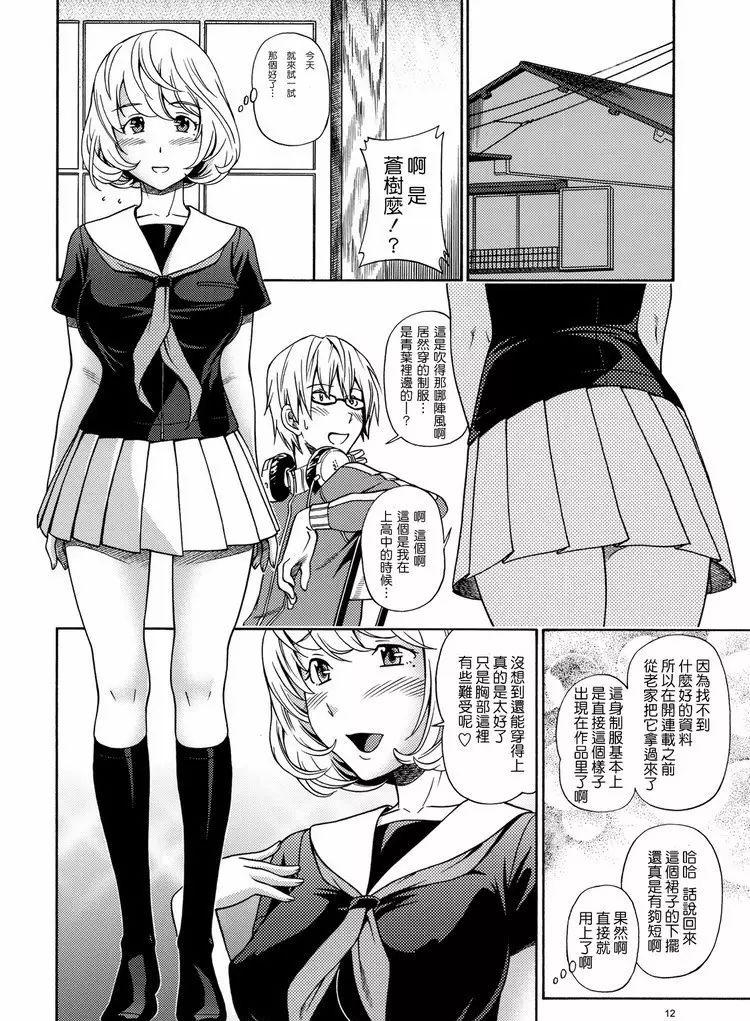 啊 是
蒼樹麼!?
今天
就來試一試
那個好了…
這是吹得那哪陣風啊
居然穿的制服…
是青葉裡邊的ー?
啊 這個啊
這個是我在
上高中的時候…
因為找不到
什麼好的資料
所以在開連載之前
從老家把它拿過來了
這身制服基本上
是直接這個樣子
出現在作品里了啊
哈哈 話說回來
這個裙子的下擺
還真是有夠短啊
果然啊
直接就
用上了啊
沒想到還能穿得上
真的是太好了
只是胸部這裡
有些難受呢♡
12